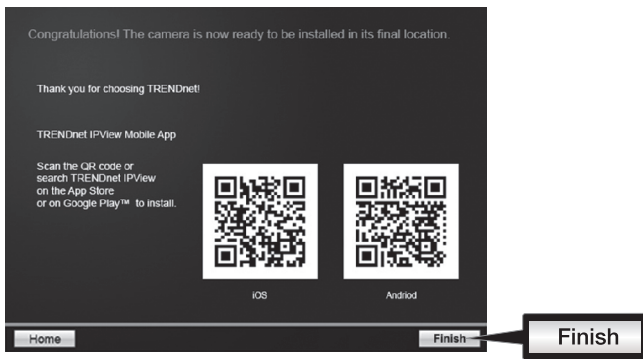 Congratulations! The camera is now ready to be installed in its final location.
Thank you for choosing TRENDnet!
TRENDnet IPView Mobile App
Scan the QR code or
search TRENDnet IPView
on the App Store
or on Google Play™ to install.
iOS
Andriod
Home
Finish
Finish